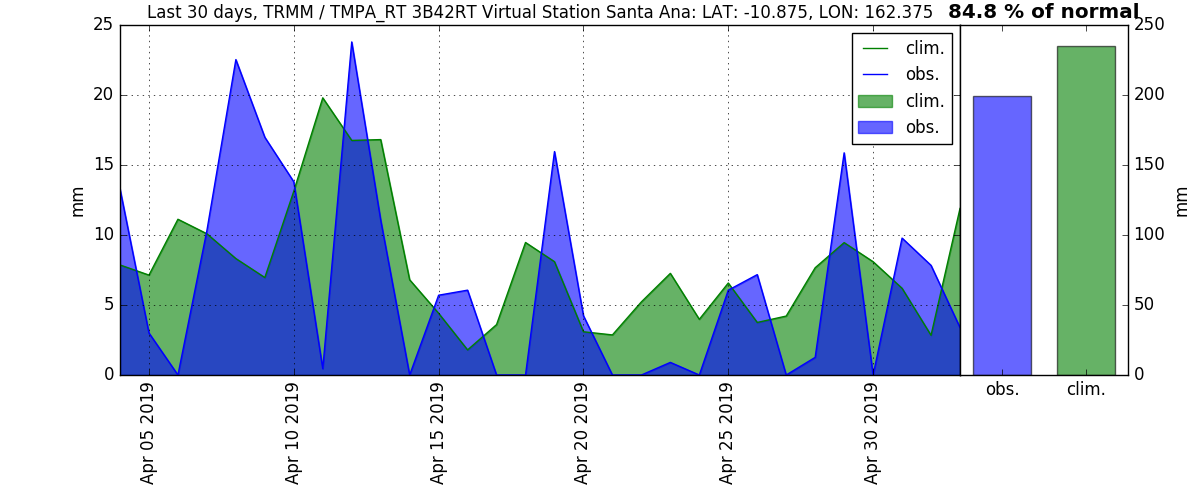 Last 30 days, TRMM / TMPA_RT 3B42RT Virtual Station Santa Ana: LAT: -10.875, LON: 162.375
84.8 % of normal
25
20
15
10
5
0
mm
clim.
obs.
clim.
obs.
Apr 05 2019
Apr 10 2019
Apr 15 2019
Apr 20 2019
Apr 25 2019
Apr 30 2019
250
200
150
100
50
0
mm
obs.
clim.